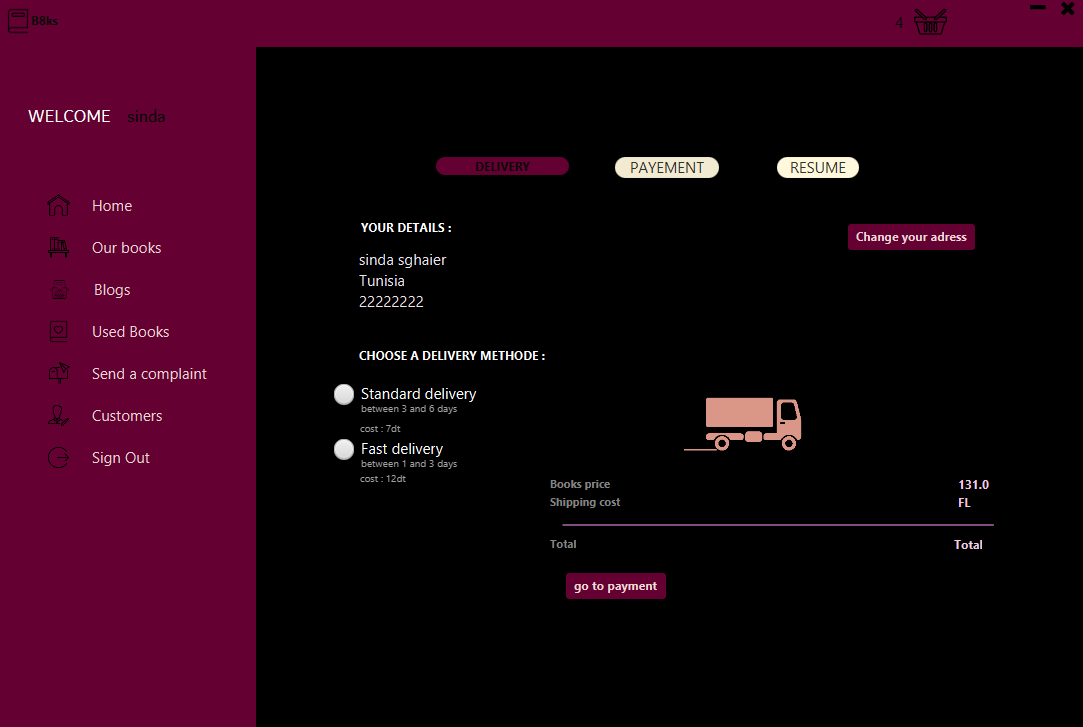 B8ks
4
WELCOME sinda
Home
Our books
Blogs
Used Books
Send a complaint
Customers
Sign Out
DELIVERY
PAYEMENT
RESUME
YOUR DETAILS :
Change your adress
sinda sghaier
Tunisia
22222222
CHOOSE A DELIVERY METHODE :
Standard delivery
between 3 and 6 days
cost : 7dt
Fast delivery
between 1 and 3 days
cost : 12dt
Books price 131.0
Shipping cost FL
Total Total
go to payment